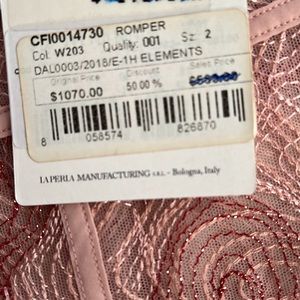 CFI0014730 ROMPER
Col. W203 Quality: 001 Sz: 2
DAL0003/2018/E-1H ELEMENTS
Original Price Discount Sales Price
$1070.00 50.00 %
8 058574 826870
LA PERLA MANUFACTURING S.R.L. - Bologna, Italy